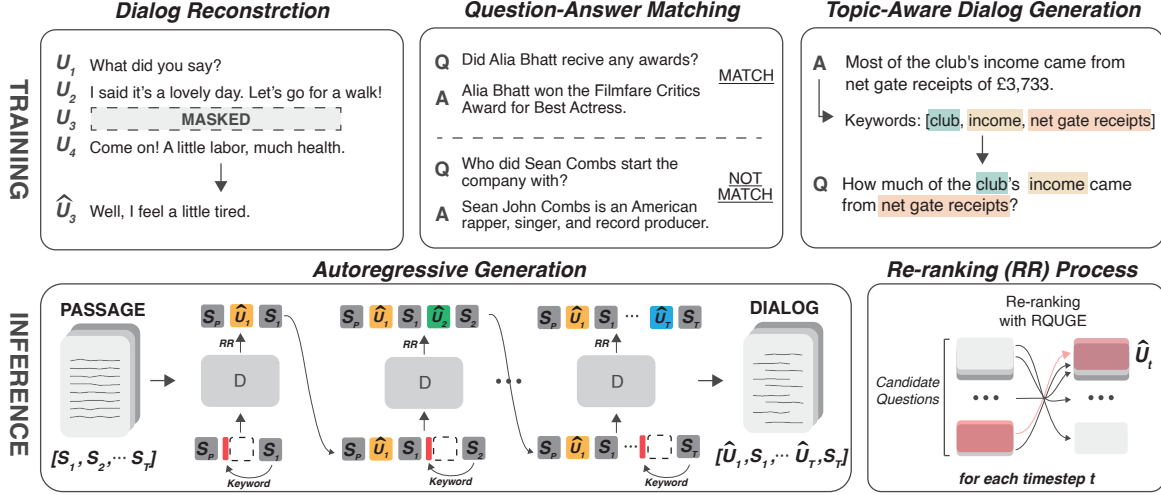 Dialog Reconstrction
Question-Answer Matching
Topic-Aware Dialog Generation
TRAINING
U1 What did you say?
U2 I said it's a lovely day. Let's go for a walk!
U3 MASKED
U4 Come on! A little labor, much health.
Û3 Well, I feel a little tired.
Q Did Alia Bhatt recive any awards?
MATCH
A Alia Bhatt won the Filmfare Critics
Award for Best Actress.
Q Who did Sean Combs start the
company with?
NOT
MATCH
A Sean John Combs is an American
rapper, singer, and record producer.
A Most of the club's income came from
net gate receipts of £3,733.
Keywords: [club, income, net gate receipts]
Q How much of the club's income came
from net gate receipts?
INFERENCE
Autoregressive Generation
Re-ranking (RR) Process
PASSAGE
[S1, S2, ... ST]
SP Û1 S1
RR
D
SP S1
Keyword
SP Û1 S1 Û2 S2
RR
D
SP Û1 S1 S2
Keyword
...
SP Û1 S1 ... ÛT ST
RR
D
SP Û1 S1 ... ST
Keyword
DIALOG
[Û1, S1, ... ÛT, ST]
Re-ranking
with RQUGE
Candidate
Questions
...
...
Ût
for each timestep t